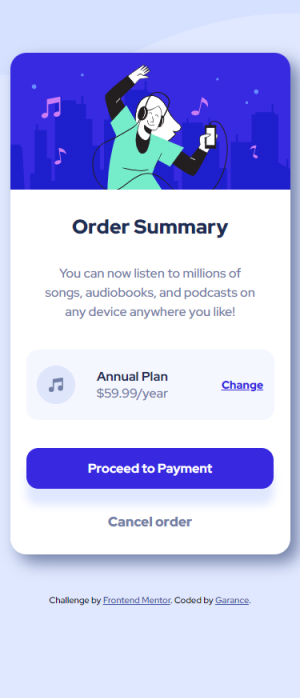 Order Summary
You can now listen to millions of
songs, audiobooks, and podcasts on
any device anywhere you like!
Annual Plan
$59.99/year
Change
Proceed to Payment
Cancel order
Challenge by Frontend Mentor. Coded by Garance.